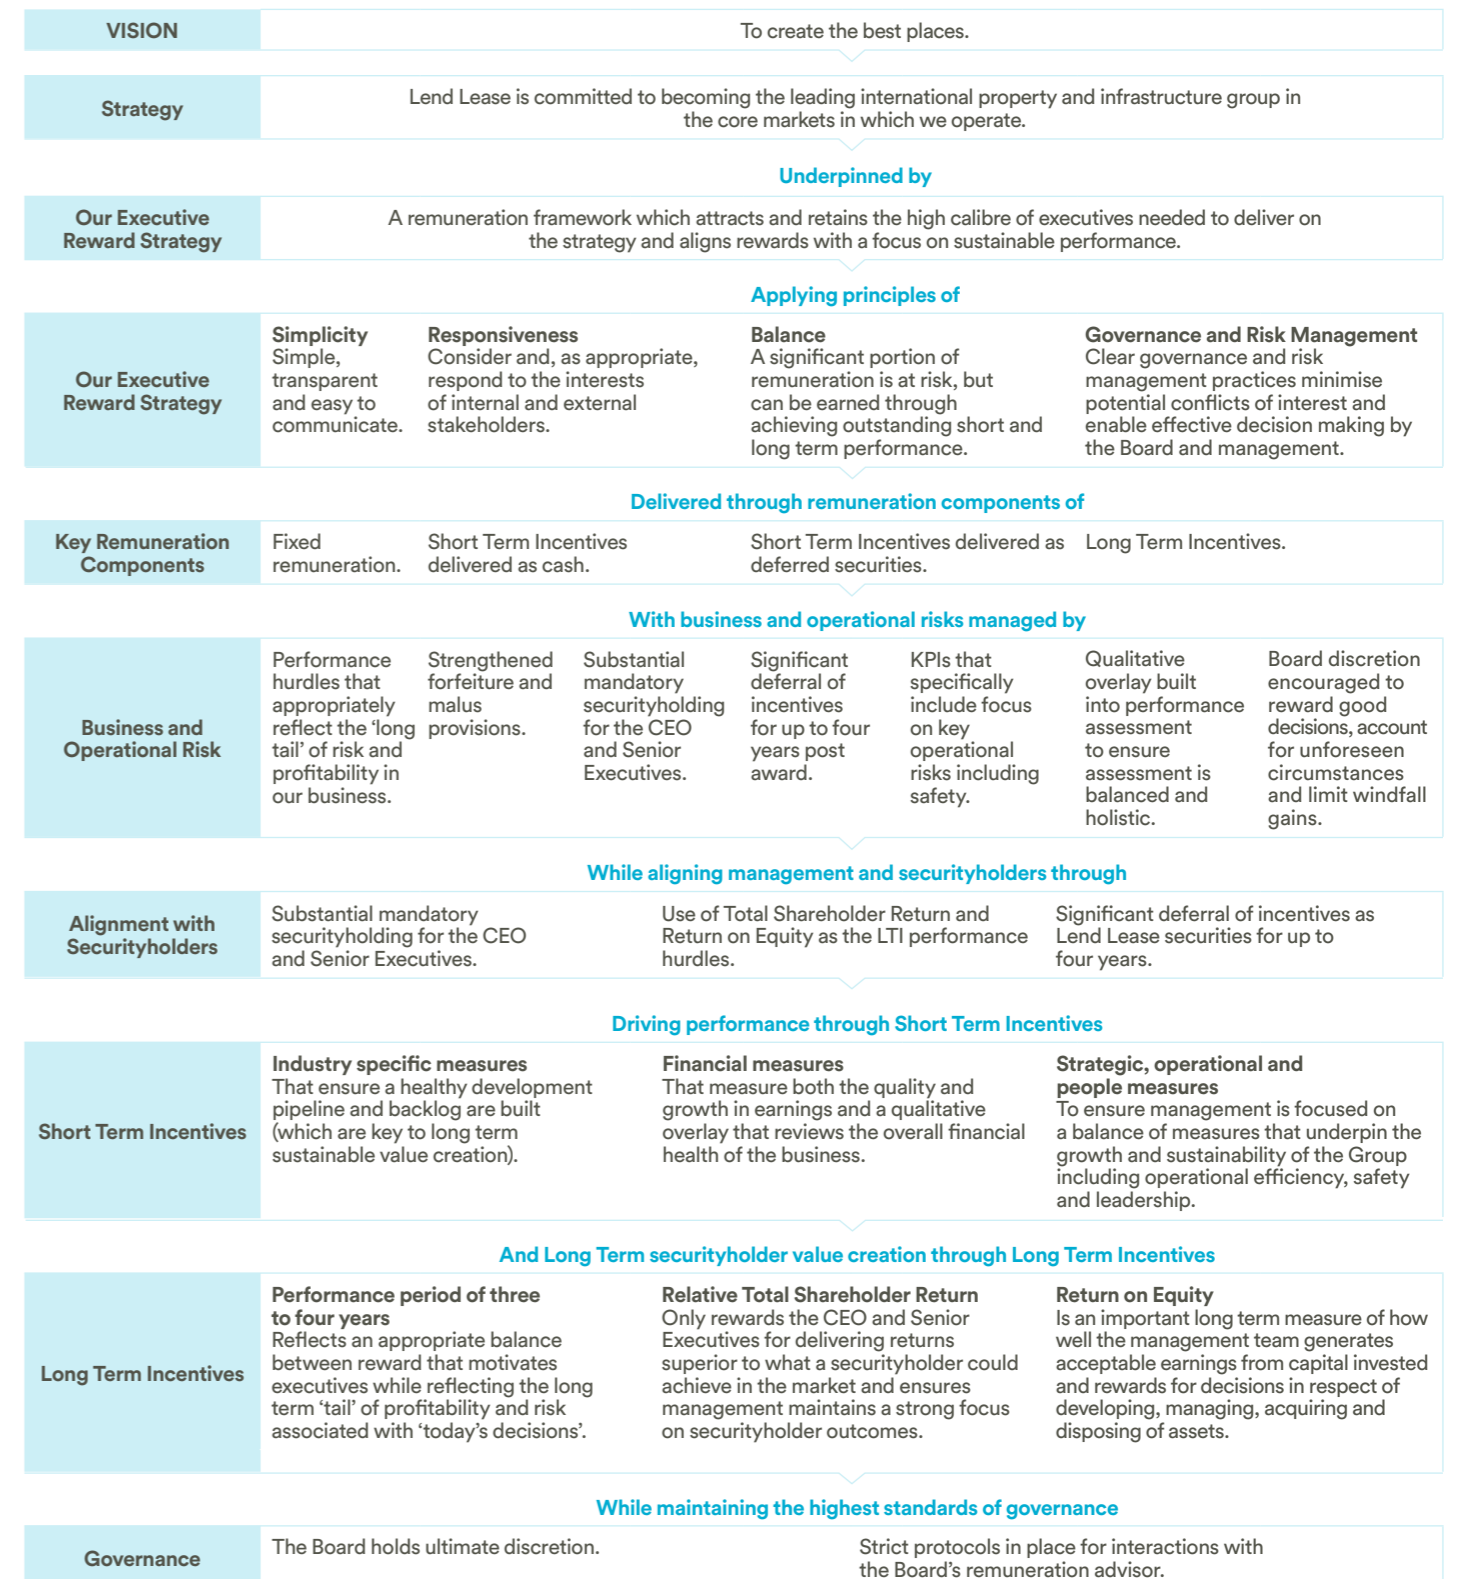 VISION
To create the best places.
Strategy
Lend Lease is committed to becoming the leading international property and infrastructure group in
the core markets in which we operate.
Underpinned by
Our Executive
Reward Strategy
A remuneration framework which attracts and retains the high calibre of executives needed to deliver on
the strategy and aligns rewards with a focus on sustainable performance.
Applying principles of
Our Executive
Reward Strategy
Simplicity
Simple,
transparent
and easy to
communicate.
Responsiveness
Consider and, as appropriate,
respond to the interests
of internal and external
stakeholders.
Balance
A significant portion of
remuneration is at risk, but
can be earned through
achieving outstanding short and
long term performance.
Governance and Risk Management
Clear governance and risk
management practices minimise
potential conflicts of interest and
enable effective decision making by
the Board and management.
Delivered through remuneration components of
Key Remuneration
Components
Fixed
remuneration.
Short Term Incentives
delivered as cash.
Short Term Incentives delivered as
deferred securities.
Long Term Incentives.
With business and operational risks managed by
Business and
Operational Risk
Performance
hurdles that
appropriately
reflect the ‘long
tail’ of risk and
profitability in
our business.
Strengthened
forfeiture and
malus
provisions.
Substantial
mandatory
securityholding
for the CEO
and Senior
Executives.
Significant
deferral of
incentives
for up to four
years post
award.
KPIs that
specifically
include focus
on key
operational
risks including
safety.
Qualitative
overlay built
into performance
assessment
to ensure
assessment is
balanced and
holistic.
Board discretion
encouraged to
reward good
decisions, account
for unforeseen
circumstances
and limit windfall
gains.
While aligning management and securityholders through
Alignment with
Securityholders
Substantial mandatory
securityholding for the CEO
and Senior Executives.
Use of Total Shareholder Return and
Return on Equity as the LTI performance
hurdles.
Significant deferral of incentives as
Lend Lease securities for up to
four years.
Driving performance through Short Term Incentives
Short Term Incentives
Industry specific measures
That ensure a healthy development
pipeline and backlog are built
(which are key to long term
sustainable value creation).
Financial measures
That measure both the quality and
growth in earnings and a qualitative
overlay that reviews the overall financial
health of the business.
Strategic, operational and
people measures
To ensure management is focused on
a balance of measures that underpin the
growth and sustainability of the Group
including operational efficiency, safety
and leadership.
And Long Term securityholder value creation through Long Term Incentives
Long Term Incentives
Performance period of three
to four years
Reflects an appropriate balance
between reward that motivates
executives while reflecting the long
term ‘tail’ of profitability and risk
associated with ‘today’s decisions’.
Relative Total Shareholder Return
Only rewards the CEO and Senior
Executives for delivering returns
superior to what a securityholder could
achieve in the market and ensures
management maintains a strong focus
on securityholder outcomes.
Return on Equity
Is an important long term measure of how
well the management team generates
acceptable earnings from capital invested
and rewards for decisions in respect of
developing, managing, acquiring and
disposing of assets.
While maintaining the highest standards of governance
Governance
The Board holds ultimate discretion.
Strict protocols in place for interactions with
the Board’s remuneration advisor.